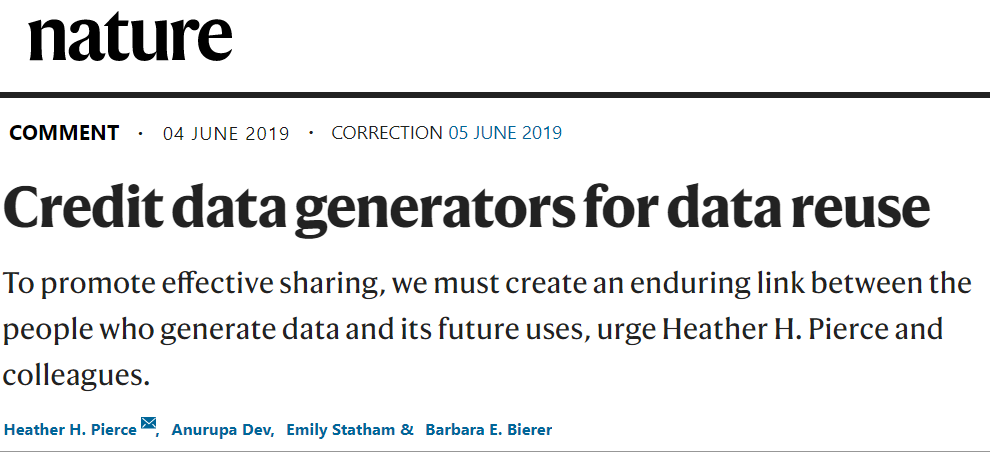 nature
COMMENT · 04 JUNE 2019 · CORRECTION 05 JUNE 2019
Credit data generators for data reuse
To promote effective sharing, we must create an enduring link between the
people who generate data and its future uses, urge Heather H. Pierce and
colleagues.
Heather H. Pierce , Anurupa Dev, Emily Statham & Barbara E. Bierer